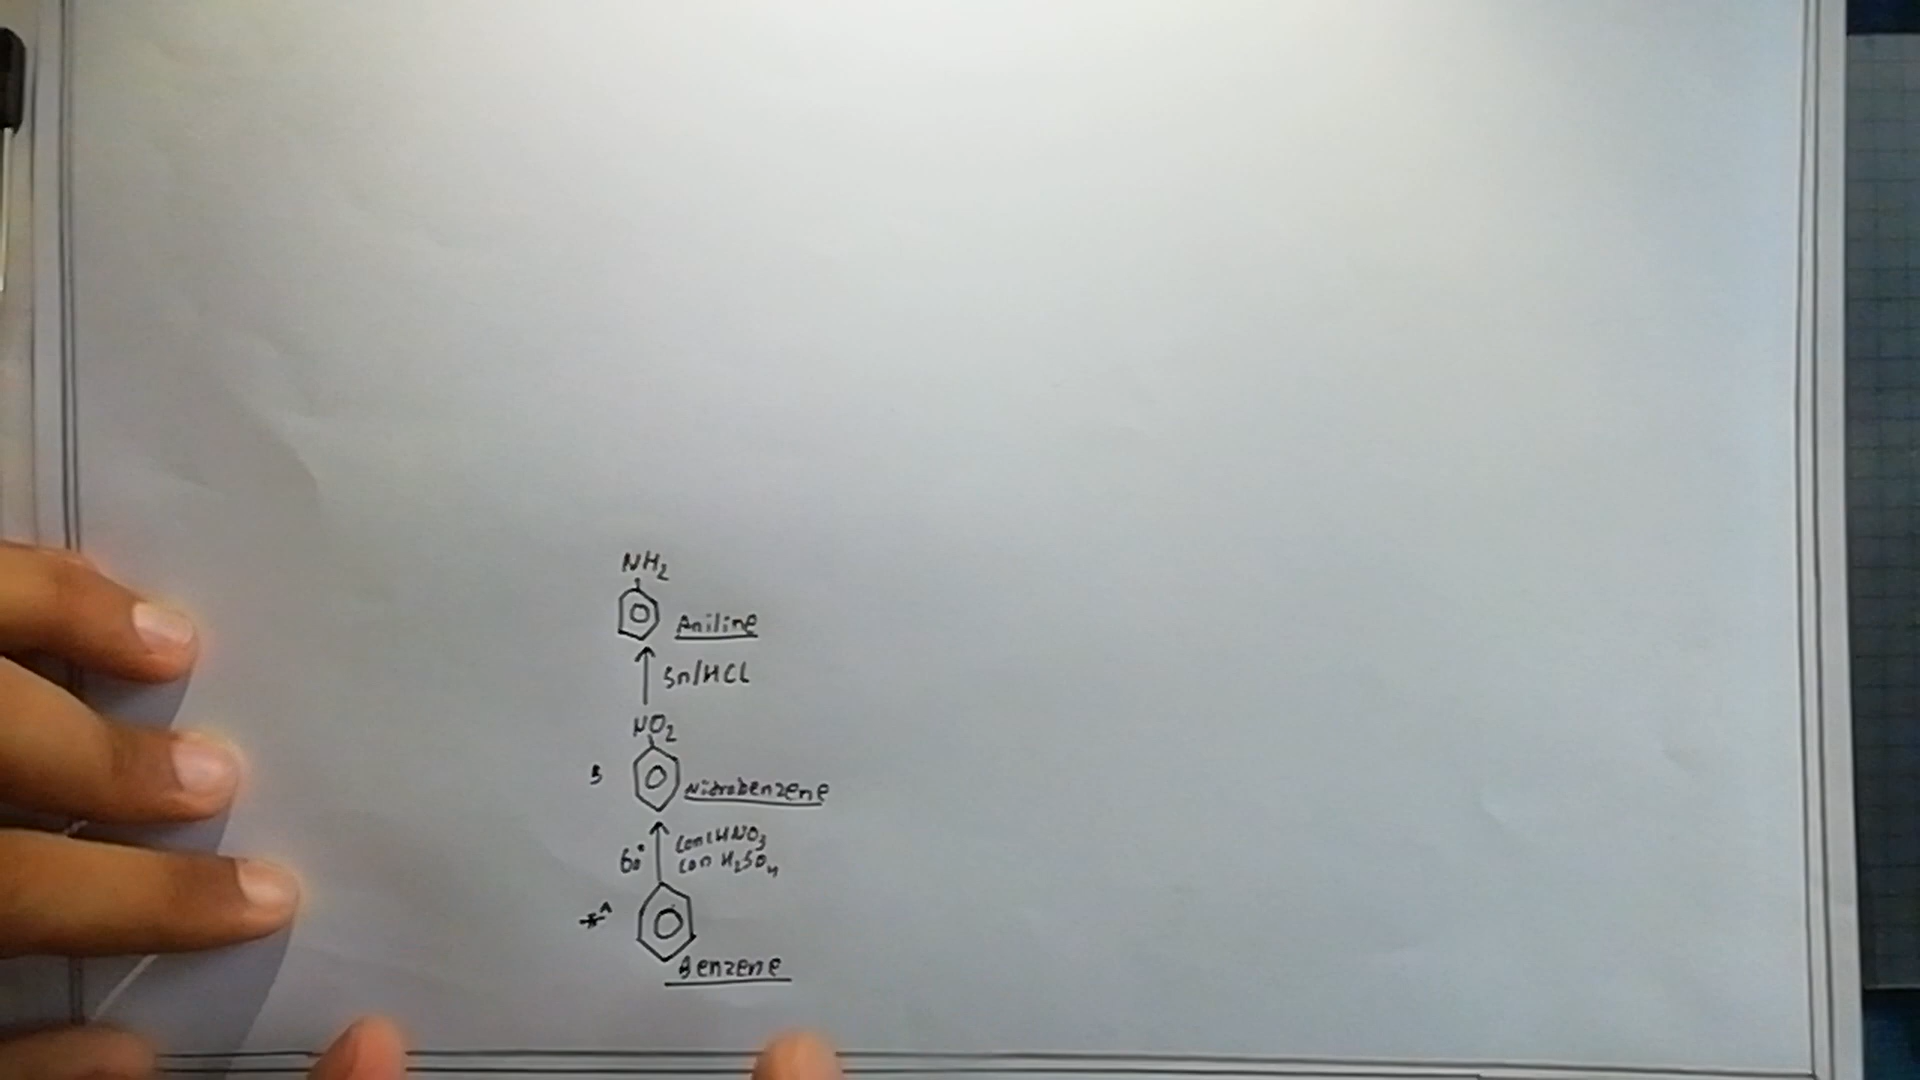 NH2
Aniline
Sn/HCl
NO2
B
Nitrobenzene
60° Con HNO3
Con H2SO4
A
Benzene